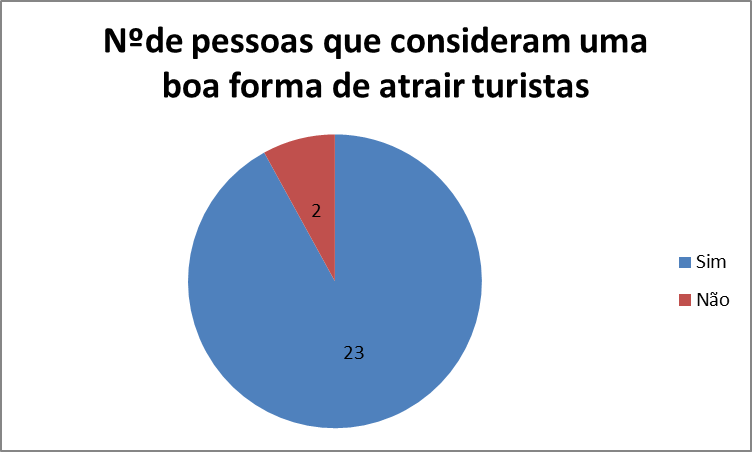 Nºde pessoas que consideram uma
boa forma de atrair turistas
2
23
Sim
Não